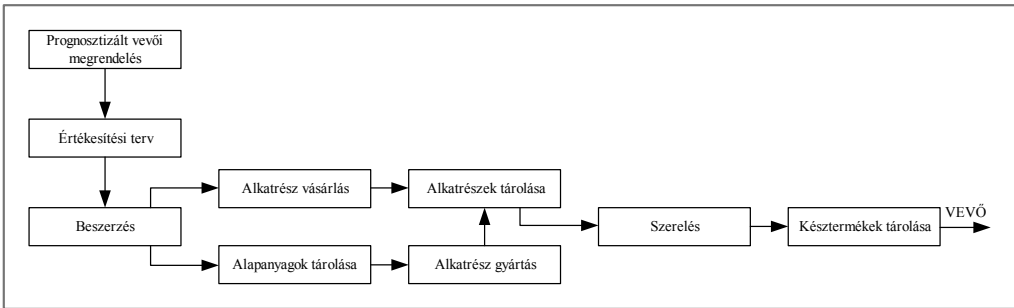 Prognosztizált vevői
megrendelés
Értékesítési terv
Beszerzés
Alkatrész vásárlás
Alkatrészek tárolása
Alapanyagok tárolása
Alkatrész gyártás
Szerelés
Késztermékek tárolása
VEVŐ